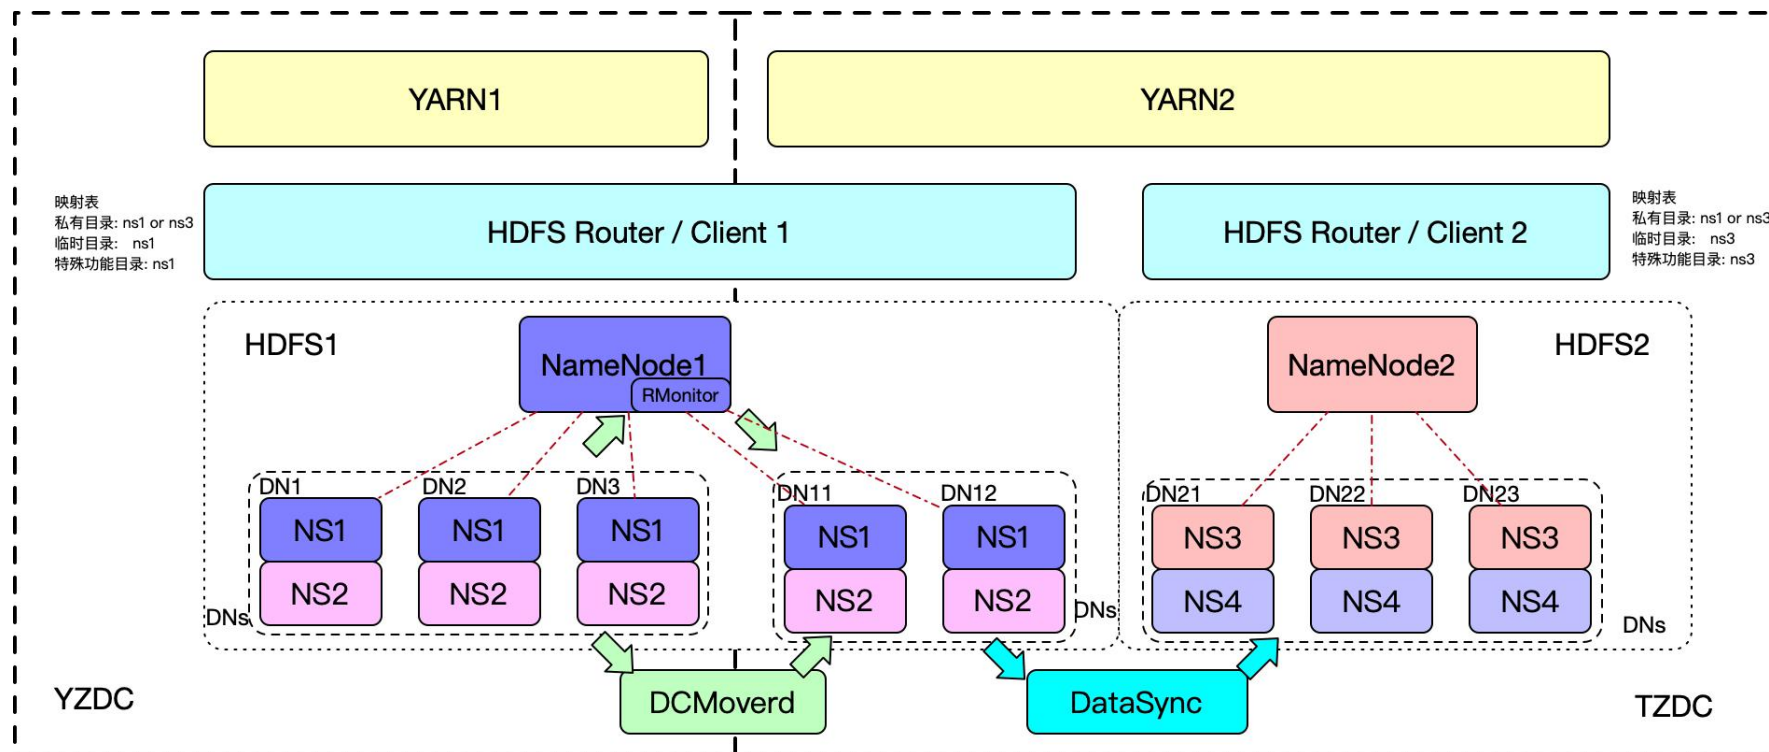 YARN1
YARN2
映射表
私有目录: ns1 or ns3
临时目录: ns1
特殊功能目录: ns1
HDFS Router / Client 1
HDFS Router / Client 2
映射表
私有目录: ns1 or ns3
临时目录: ns3
特殊功能目录: ns3
HDFS1
NameNode1
RMonitor
NameNode2
HDFS2
DN1
DN2
DN3
DN11
DN12
DN21
DN22
DN23
NS1
NS1
NS1
NS1
NS1
NS3
NS3
NS3
NS2
NS2
NS2
NS2
NS2
NS4
NS4
NS4
DNs
DNs
DNs
YZDC
DCMoverd
DataSync
TZDC